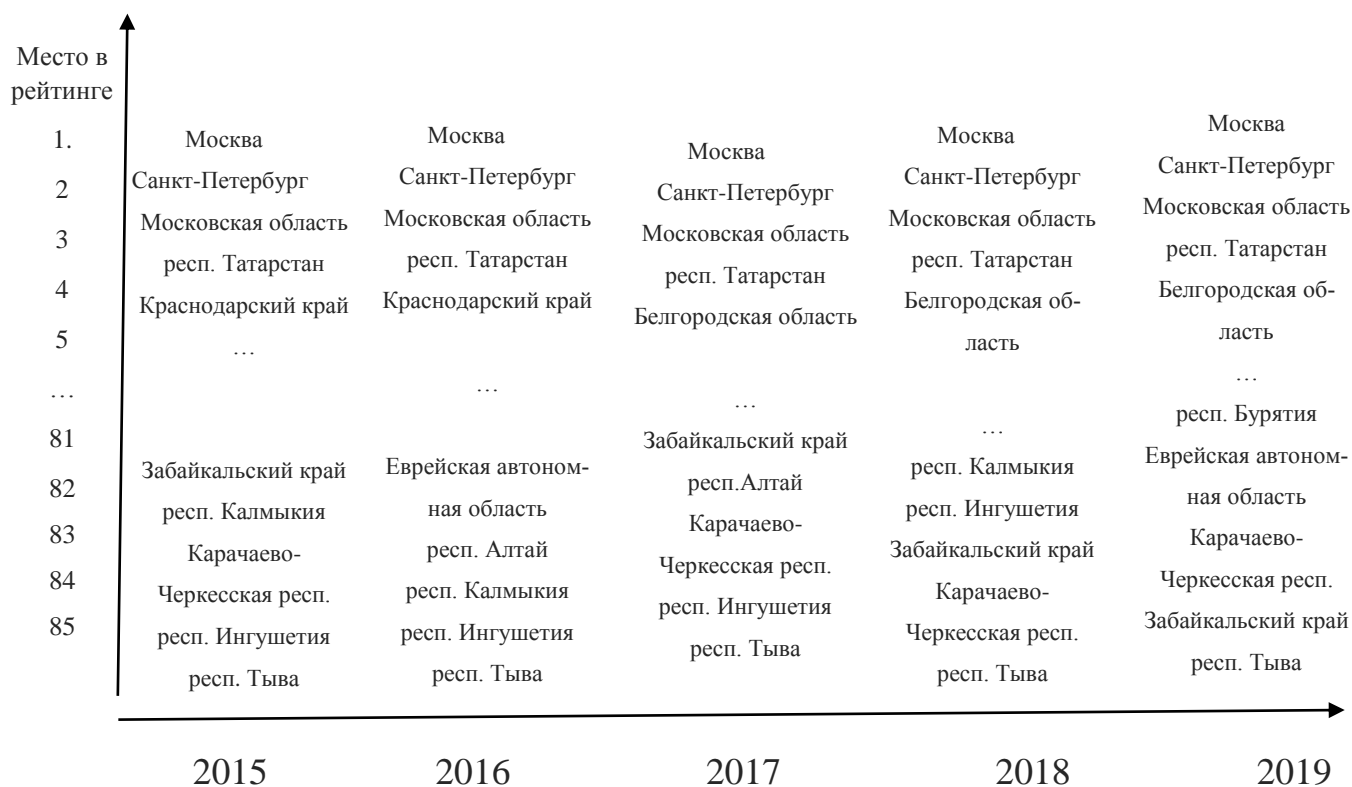 Место в
рейтинге
1.
2
3
4
5
…
81
82
83
84
85
Москва
Санкт-Петербург
Московская область
респ. Татарстан
Краснодарский край
…
Забайкальский край
респ. Калмыкия
Карачаево-
Черкесская респ.
респ. Ингушетия
респ. Тыва
Москва
Санкт-Петербург
Московская область
респ. Татарстан
Краснодарский край
…
Еврейская автоном-
ная область
респ. Алтай
респ. Калмыкия
респ. Ингушетия
респ. Тыва
Москва
Санкт-Петербург
Московская область
респ. Татарстан
Белгородская область
…
Забайкальский край
респ.Алтай
Карачаево-
Черкесская респ.
респ. Ингушетия
респ. Тыва
Москва
Санкт-Петербург
Московская область
респ. Татарстан
Белгородская об-
ласть
…
респ. Калмыкия
респ. Ингушетия
Забайкальский край
Карачаево-
Черкесская респ.
респ. Тыва
Москва
Санкт-Петербург
Московская область
респ. Татарстан
Белгородская об-
ласть
…
респ. Бурятия
Еврейская автоном-
ная область
Карачаево-
Черкесская респ.
Забайкальский край
респ. Тыва
2015 2016 2017 2018 2019